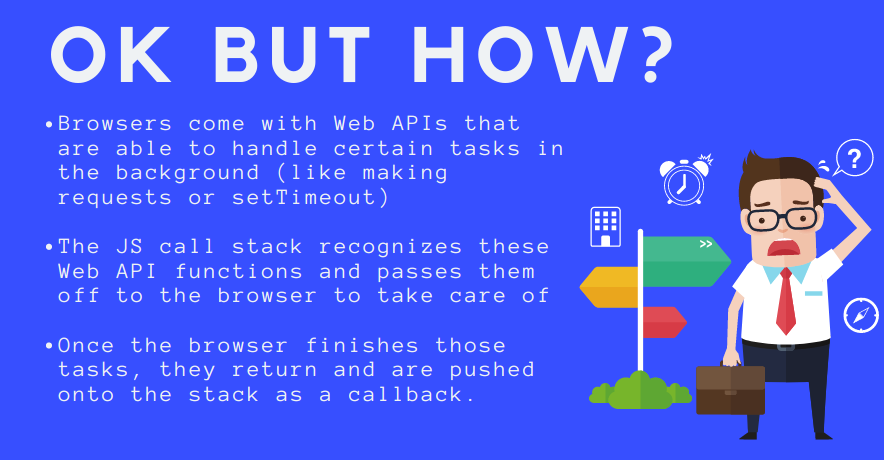 OK BUT HOW?
•Browsers come with Web APIs that
are able to handle certain tasks in
the background (like making
requests or setTimeout)
•The JS call stack recognizes these
Web API functions and passes them
off to the browser to take care of
•Once the browser finishes those
tasks, they return and are pushed
onto the stack as a callback.
?
>>